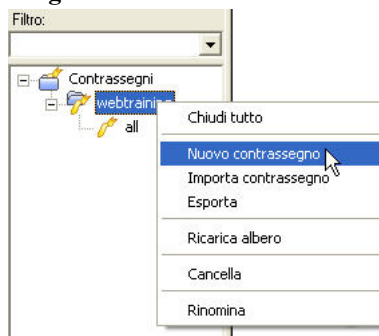 Filtro:
Contrassegni
webtraining
all
Chiudi tutto
Nuovo contrassegno
Importa contrassegno
Esporta
Ricarica albero
Cancella
Rinomina